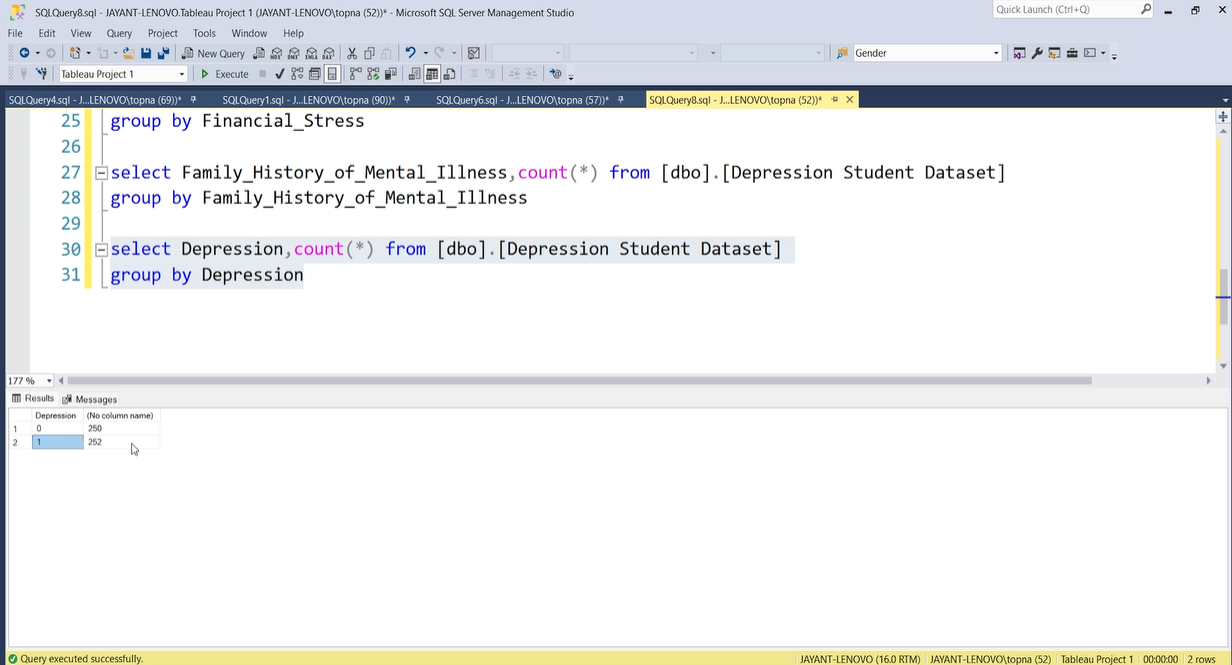 SQLQuery8.sql - JAYANT-LENOVO.Tableau Project 1 (JAYANT-LENOVO\topna (52))* - Microsoft SQL Server Management Studio
Quick Launch (Ctrl+Q)
File Edit View Query Project Tools Window Help
New Query
Gender
Tableau Project 1
Execute
SQLQuery4.sql - J...LENOVO\topna (69))*
SQLQuery1.sql - J...LENOVO\topna (90))*
SQLQuery6.sql - J...LENOVO\topna (57))*
SQLQuery8.sql - J...LENOVO\topna (52))*
25 group by Financial_Stress
26
27 select Family_History_of_Mental_Illness,count(*) from [dbo].[Depression Student Dataset]
28 group by Family_History_of_Mental_Illness
29
30 select Depression,count(*) from [dbo].[Depression Student Dataset]
31 group by Depression
177 %
Results Messages
Depression (No column name)
1 0 250
2 1 252
Query executed successfully.
JAYANT-LENOVO (16.0 RTM) JAYANT-LENOVO\topna (52) Tableau Project 1 00:00:00 2 rows